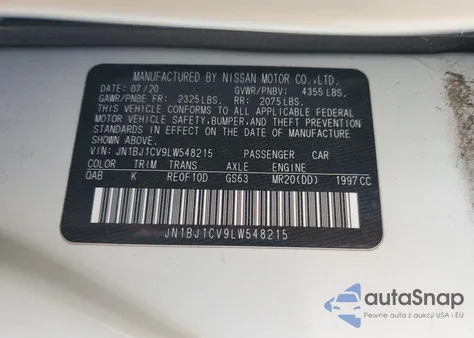 MANUFACTURED BY NISSAN MOTOR CO.,LTD.
DATE: 07/20 GVWR/PNBV: 4355 LBS.
GAWR/PNBE FR: 2325 LBS. RR: 2075 LBS.
THIS VEHICLE CONFORMS TO ALL APPLICABLE FEDERAL
MOTOR VEHICLE SAFETY,BUMPER,AND THEFT PREVENTION
STANDARDS IN EFFECT ON THE DATE OF MANUFACTURE
SHOWN ABOVE.
VIN: JN1BJ1CV9LW548215 PASSENGER CAR
COLOR TRIM TRANS AXLE ENGINE
QAB K RE0F10D GS63 MR20(DD) 1997 CC
JN1BJ1CV9LW548215
autoSnap
Pewne auta z aukcji USA i EU